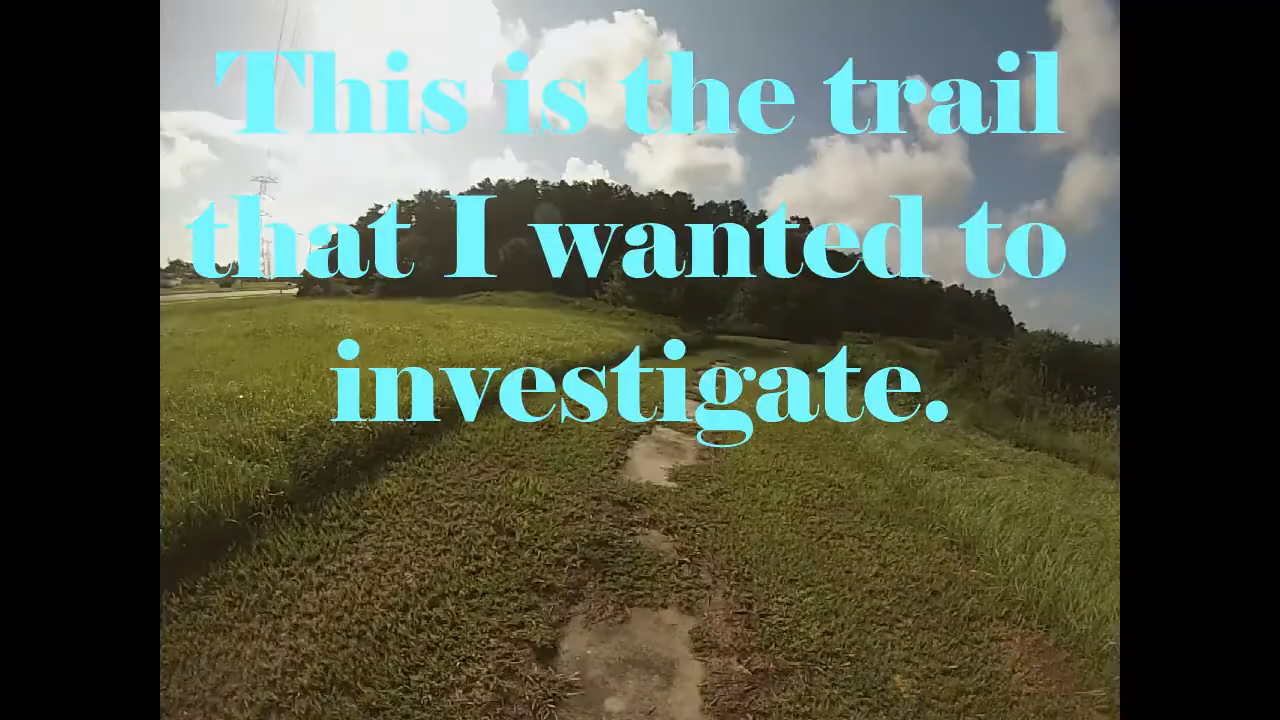 This is the trail
that I wanted to
investigate.